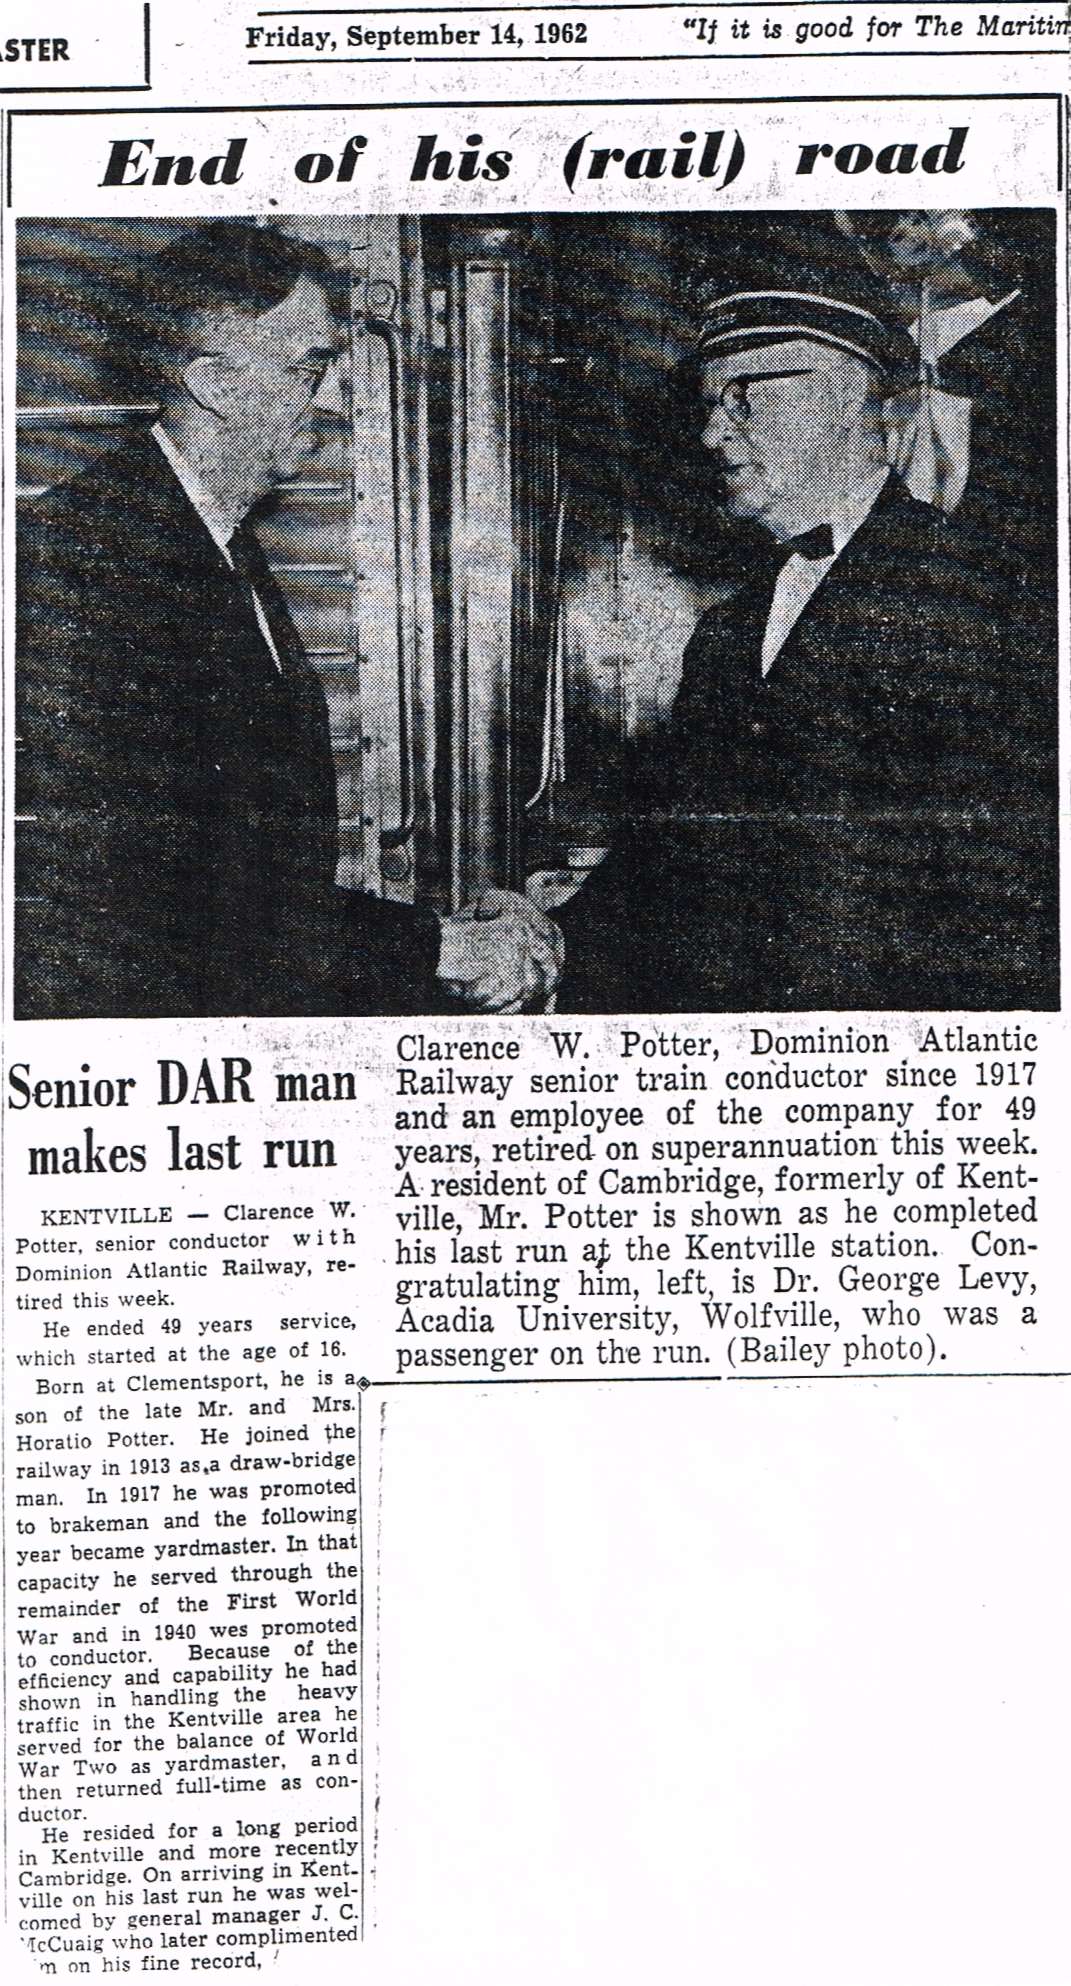 ASTER
Friday, September 14, 1962
"If it is good for The Maritim
End of his (rail) road
Clarence W. Potter, Dominion Atlantic
Railway senior train conductor since 1917
and an employee of the company for 49
years, retired on superannuation this week.
A resident of Cambridge, formerly of Kent-
ville, Mr. Potter is shown as he completed
his last run at the Kentville station. Con-
gratulating him, left, is Dr. George Levy,
Acadia University, Wolfville, who was a
passenger on the run. (Bailey photo).
Senior DAR man
makes last run
KENTVILLE — Clarence W.
Potter, senior conductor with
Dominion Atlantic Railway, re-
tired this week.
He ended 49 years service,
which started at the age of 16.
Born at Clementsport, he is a
son of the late Mr. and Mrs.
Horatio Potter. He joined the
railway in 1913 as a draw-bridge
man. In 1917 he was promoted
to brakeman and the following
year became yardmaster. In that
capacity he served through the
remainder of the First World
War and in 1940 wes promoted
to conductor. Because of the
efficiency and capability he had
shown in handling the heavy
traffic in the Kentville area he
served for the balance of World
War Two as yardmaster, and
then returned full-time as con-
ductor.
He resided for a long period
in Kentville and more recently
Cambridge. On arriving in Kent-
ville on his last run he was wel-
comed by general manager J. C.
McCuaig who later complimented
m on his fine record,